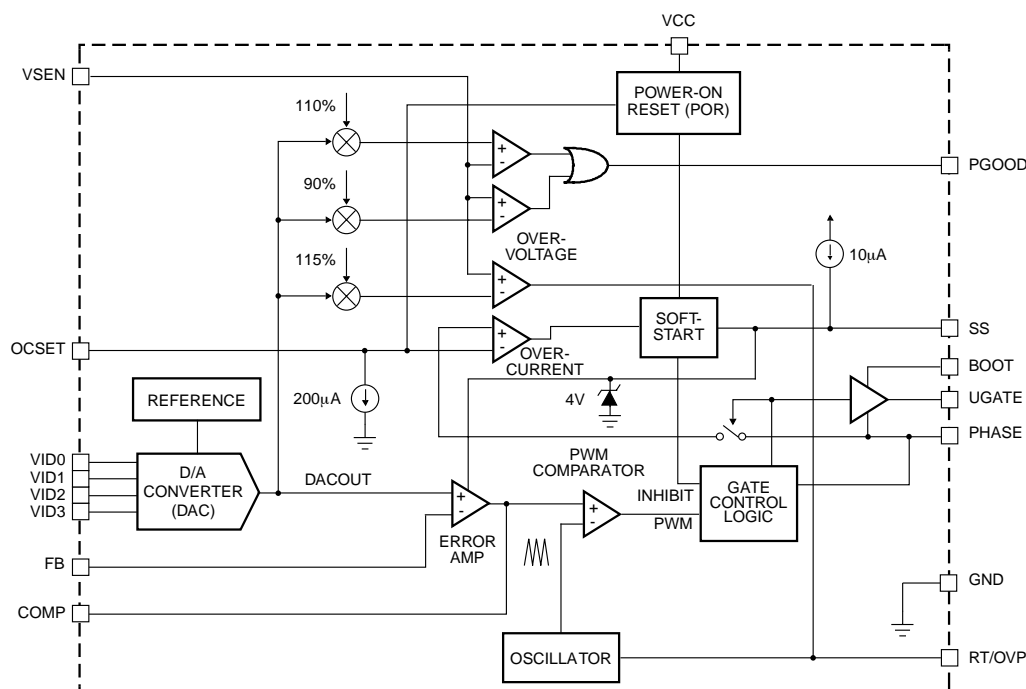 VCC
VSEN
POWER-ON
RESET (POR)
110%
+
-
PGOOD
90%
+
-
OVER-
VOLTAGE
10µA
115%
+
-
SOFT-
START
SS
+
-
OCSET
OVER-
CURRENT
BOOT
REFERENCE
200µA
4V
UGATE
PHASE
VID0
VID1
VID2
VID3
D/A
CONVERTER
(DAC)
DACOUT
PWM
COMPARATOR
+
-
+
-
INHIBIT
PWM
GATE
CONTROL
LOGIC
ERROR
AMP
FB
GND
COMP
OSCILLATOR
RT/OVP